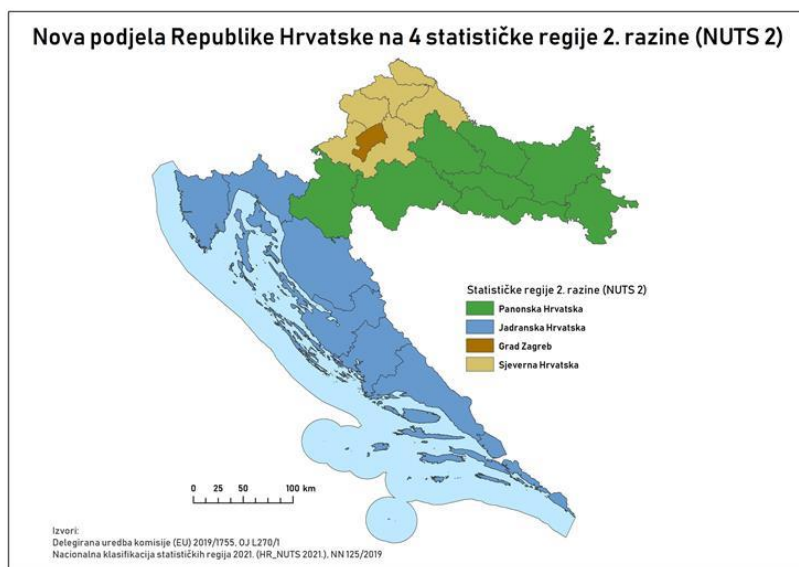 Nova podjela Republike Hrvatske na 4 statističke regije 2. razine (NUTS 2)
Statističke regije 2. razine (NUTS 2)
Panonska Hrvatska
Jadranska Hrvatska
Grad Zagreb
Sjeverna Hrvatska
0 25 50 100 km
Izvori:
Delegirana uredba komisije (EU) 2019/1755, OJ L270/1
Nacionalna klasifikacija statističkih regija 2021. (HR_NUTS 2021.), NN 125/2019